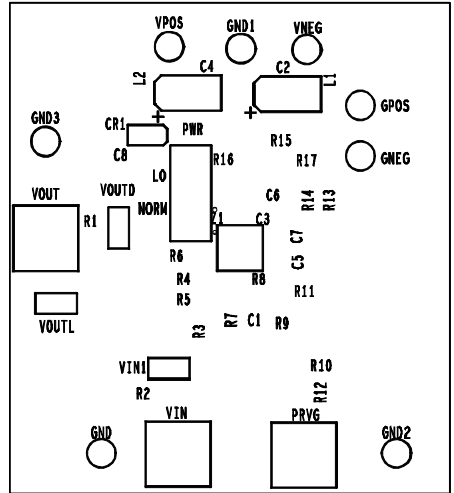 VPOS
GND1
VNEG
L2
C4
C2
L1
GPOS
GND3
CR1
PWR
R15
C8
R16
R17
GNEG
LO
VOUT
VOUTD
C6
R14
R13
R1
NORM
Z1
C3
C7
R6
C5
R4
R8
R5
R11
VOUTL
R3
R7
C1
R9
VIN1
R10
R2
R12
VIN
PRVG
GND
GND2